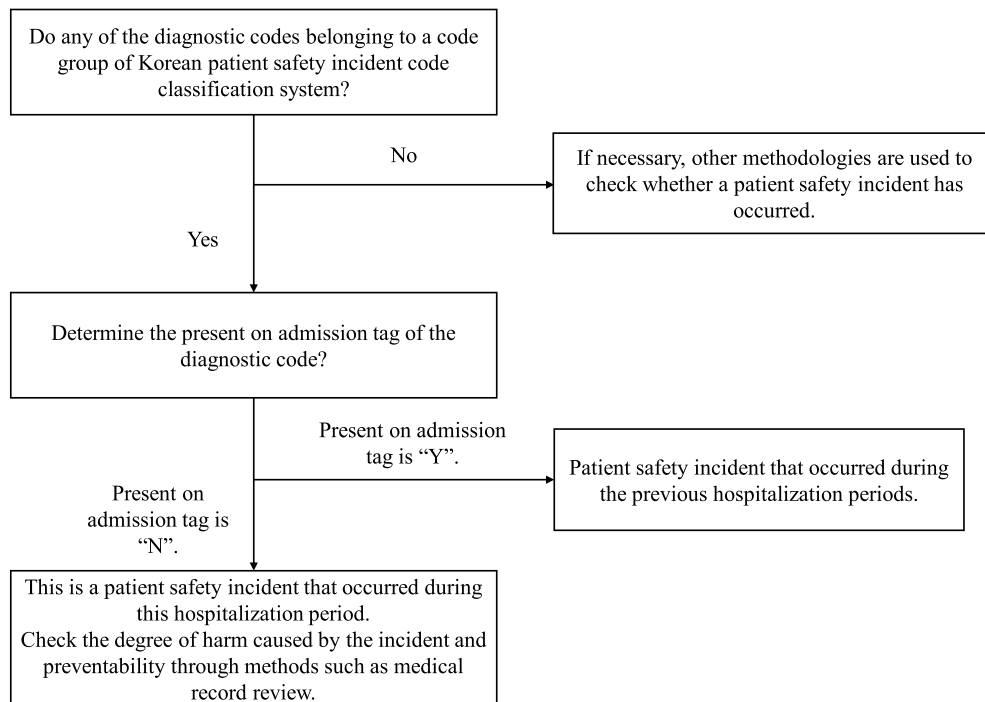 Do any of the diagnostic codes belonging to a code
group of Korean patient safety incident code
classification system?
No
If necessary, other methodologies are used to
check whether a patient safety incident has
occurred.
Yes
Determine the present on admission tag of the
diagnostic code?
Present on admission
tag is “Y”.
Patient safety incident that occurred during
the previous hospitalization periods.
Present on
admission tag is
“N”.
This is a patient safety incident that occurred during
this hospitalization period.
Check the degree of harm caused by the incident and
preventability through methods such as medical
record review.